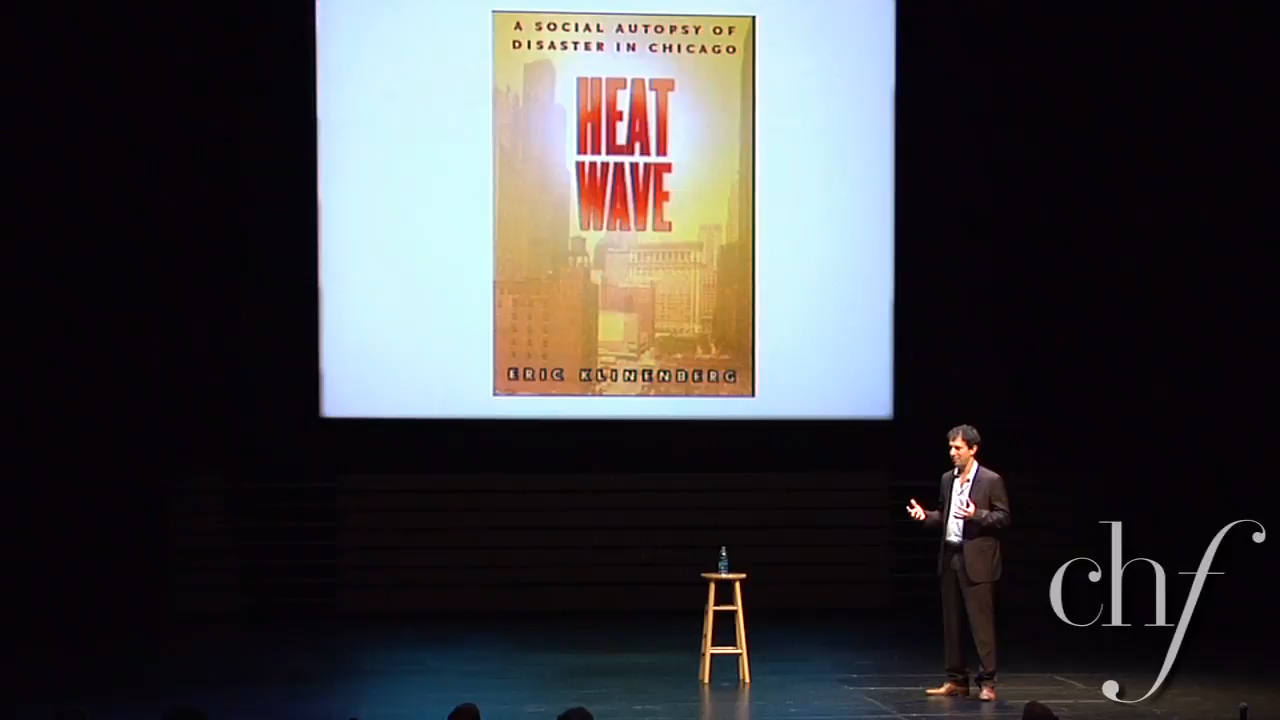 A SOCIAL AUTOPSY OF
DISASTER IN CHICAGO
HEAT
WAVE
ERIC KLINENBERG
chf